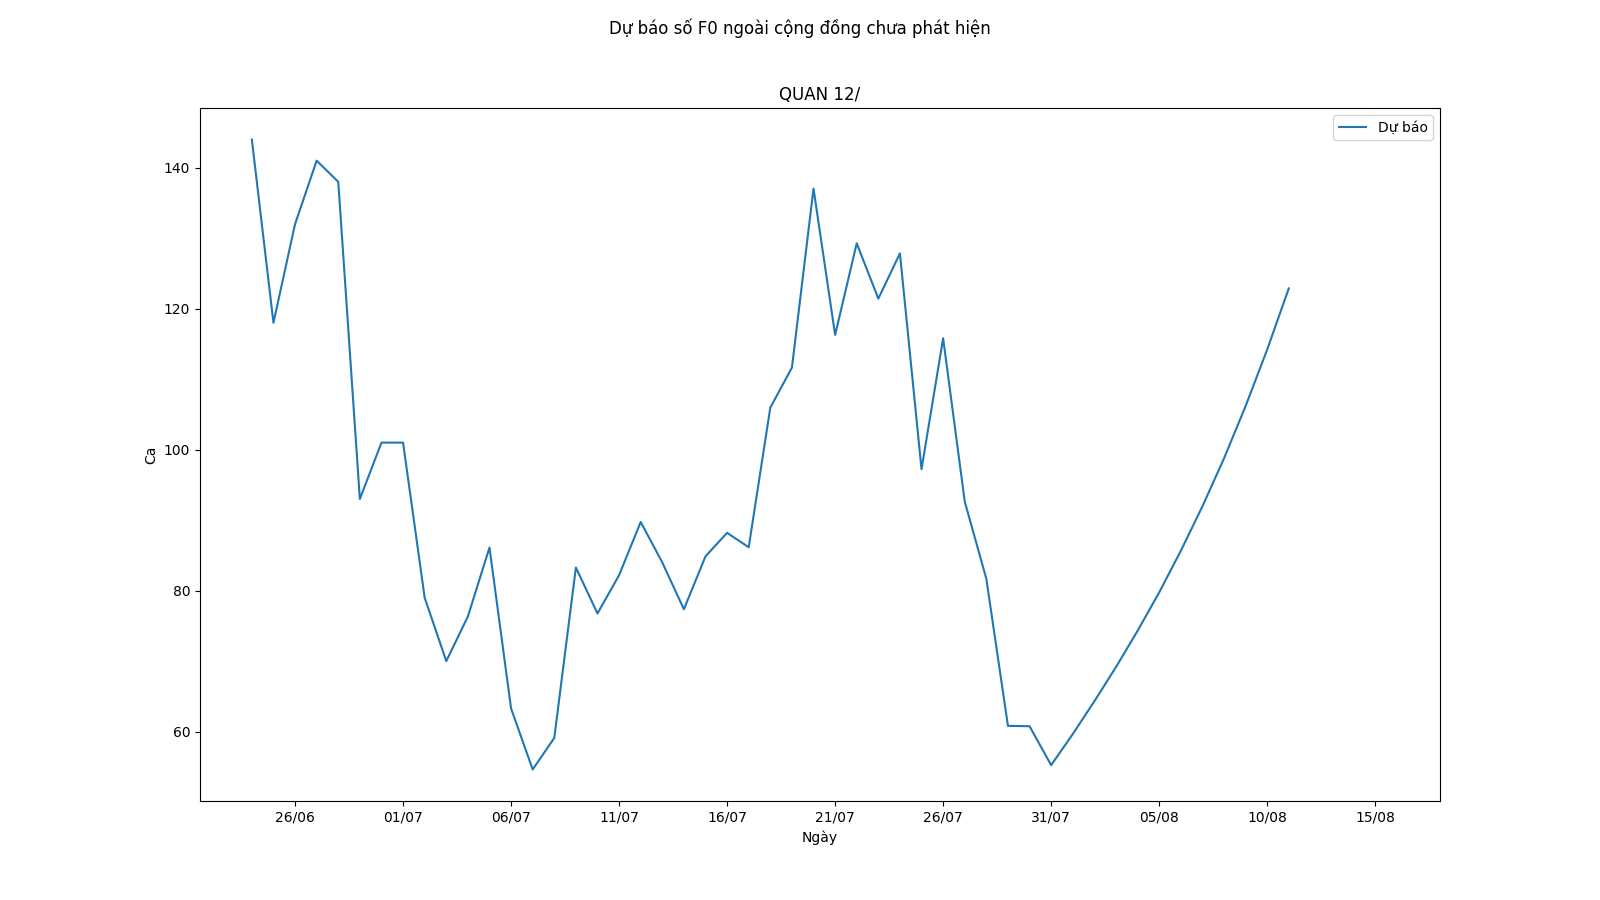 Dự báo số F0 ngoài cộng đồng chưa phát hiện
QUAN 12/
Dự báo
140
120
100
80
60
Ca
26/06 01/07 06/07 11/07 16/07 21/07 26/07 31/07 05/08 10/08 15/08
Ngày